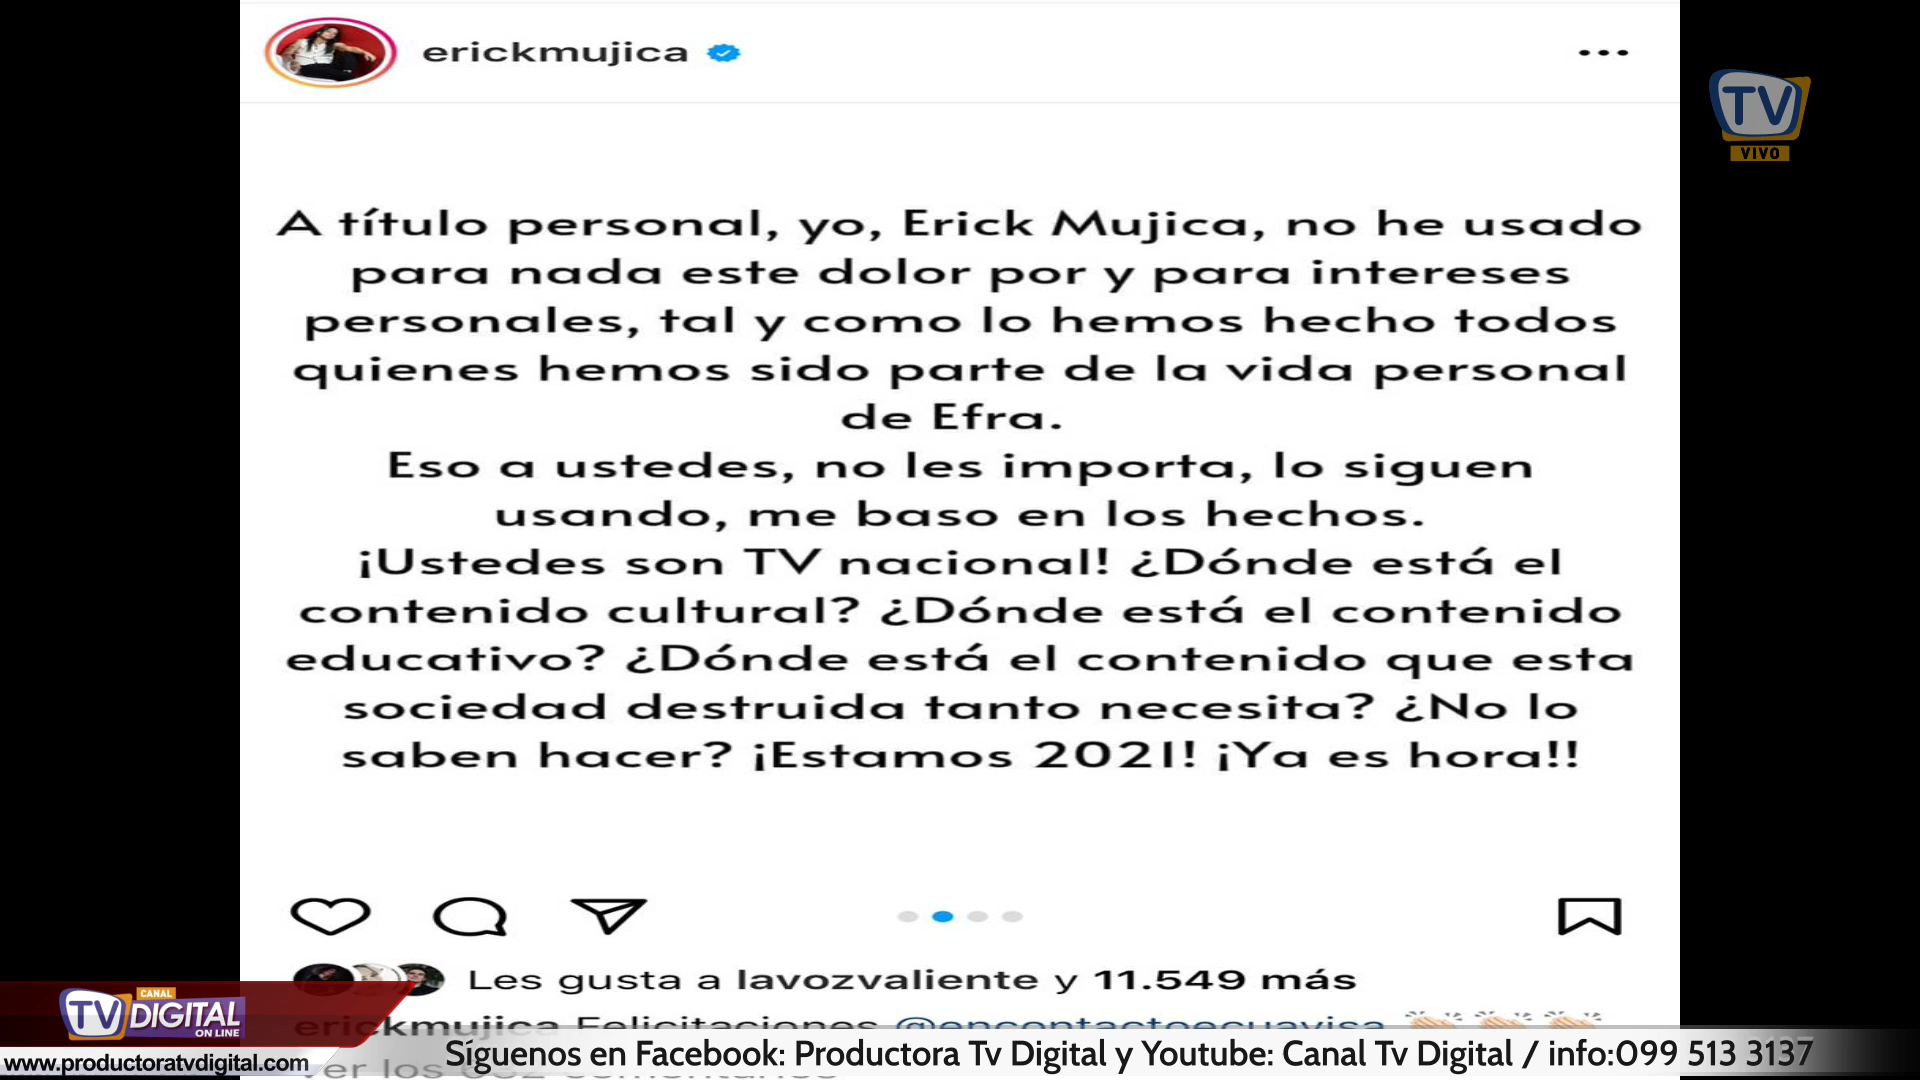 erickmujica
TV
VIVO
A título personal, yo, Erick Mujica, no he usado
para nada este dolor por y para intereses
personales, tal y como lo hemos hecho todos
quienes hemos sido parte de la vida personal
de Efra.
Eso a ustedes, no les importa, lo siguen
usando, me baso en los hechos.
¡Ustedes son TV nacional! ¿Dónde está el
contenido cultural? ¿Dónde está el contenido
educativo? ¿Dónde está el contenido que esta
sociedad destruida tanto necesita? ¿No lo
saben hacer? ¡Estamos 2021! ¡Ya es hora!!
Les gusta a lavozvaliente y 11.549 más
erickmujica Felicitaciones @encontactoecuavisa
CANAL
TV DIGITAL
ON LINE
www.productoratvdigital.com
Síguenos en Facebook: Productora Tv Digital y Youtube: Canal Tv Digital / info:099 513 3137